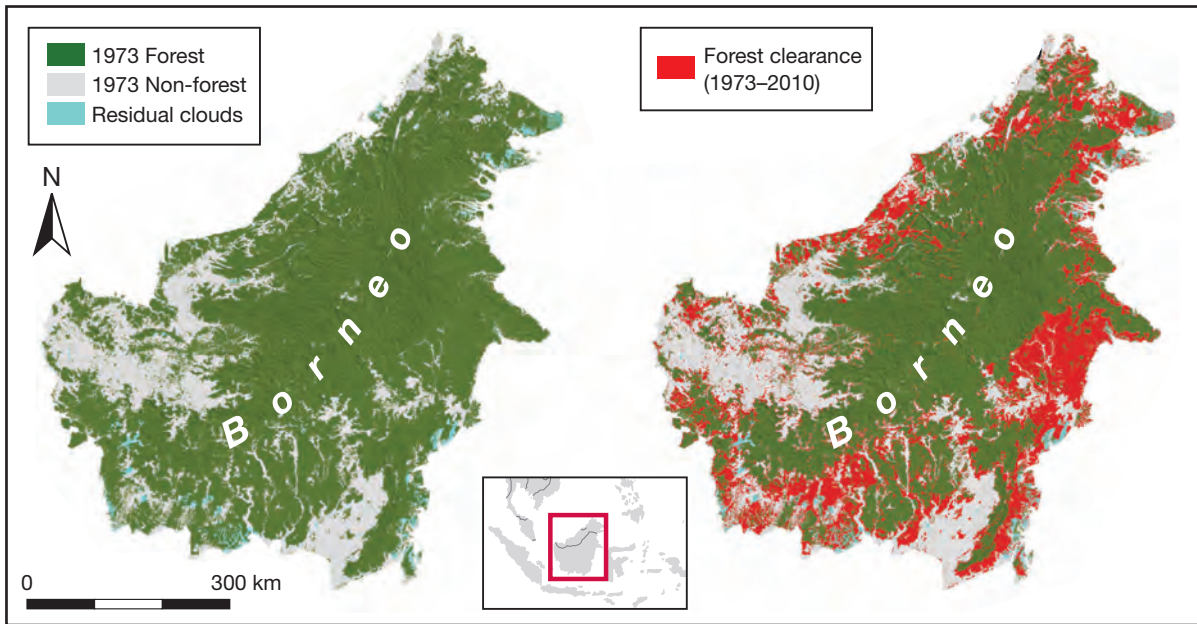 1973 Forest
1973 Non-forest
Residual clouds
N
Borneo
0 300 km
Forest clearance
(1973–2010)
Borneo